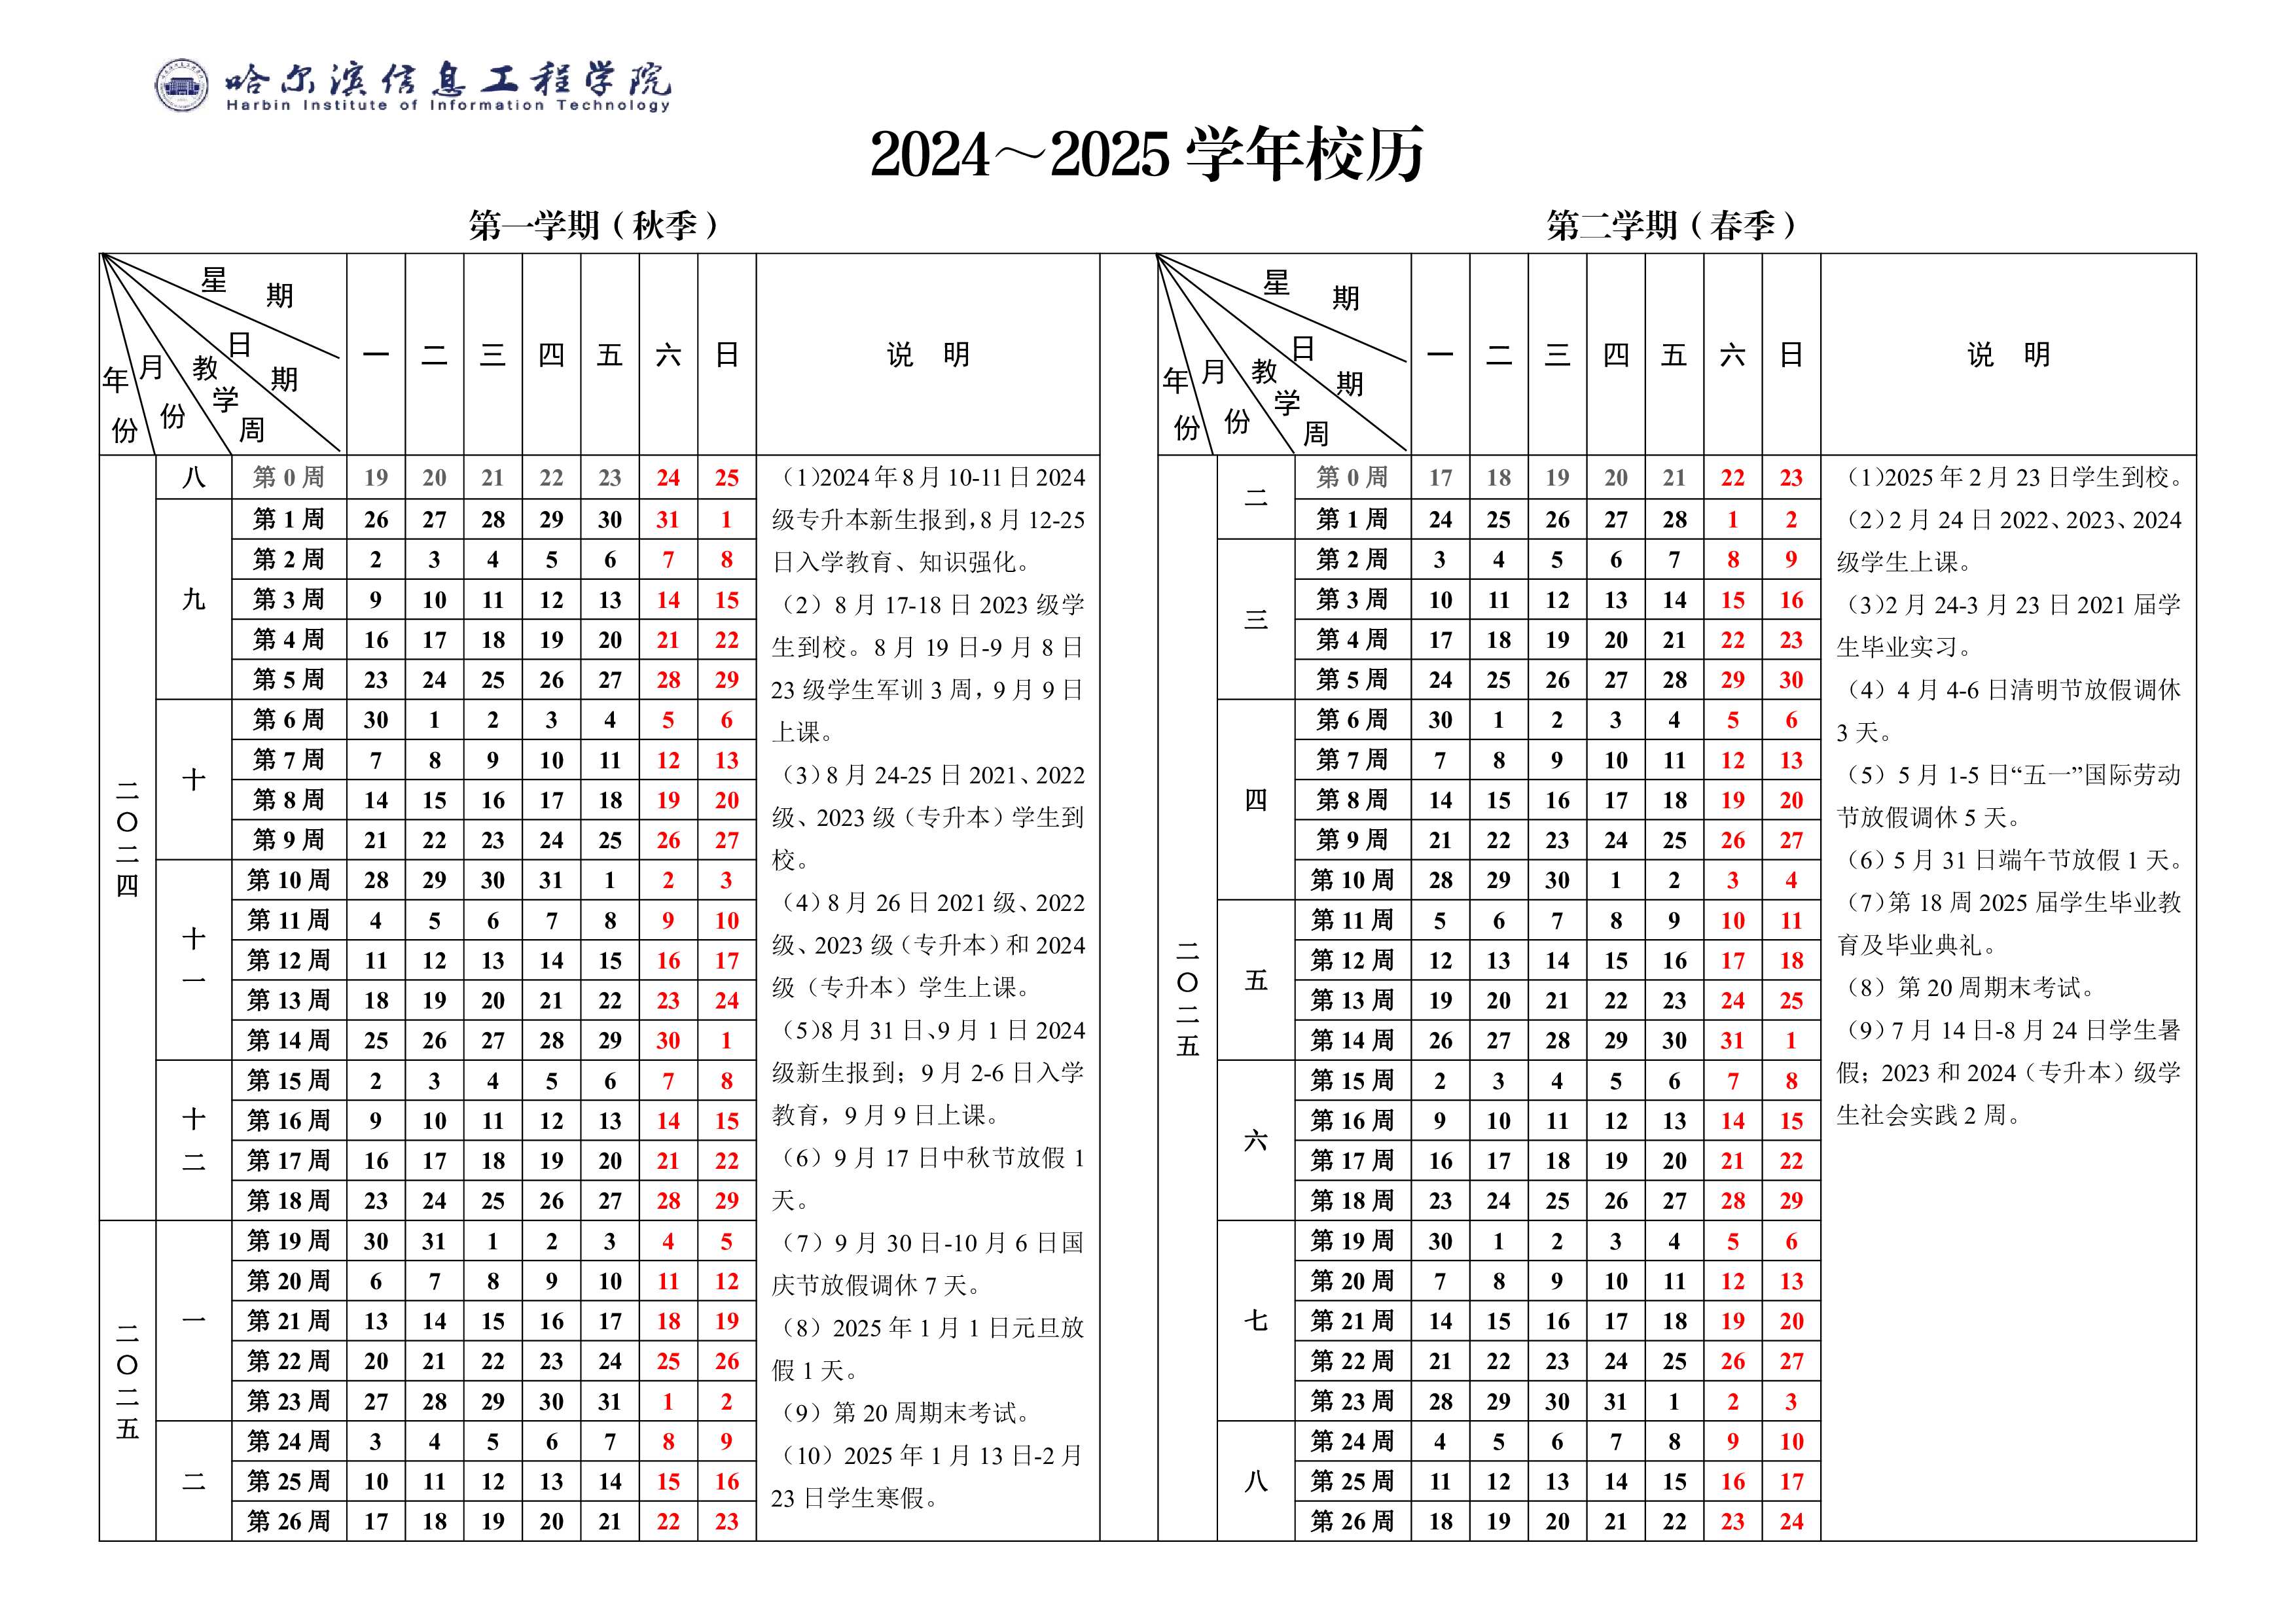 哈尔滨信息工程学院
Harbin Institute of Information Technology
2024～2025 学年校历
第一学期（秋季）
星期
日期
教学周
月份
年份
一 二 三 四 五 六 日 说 明
二〇二四
八
第 0 周 19 20 21 22 23 24 25
九
第 1 周 26 27 28 29 30 31 1
第 2 周 2 3 4 5 6 7 8
第 3 周 9 10 11 12 13 14 15
第 4 周 16 17 18 19 20 21 22
第 5 周 23 24 25 26 27 28 29
十
第 6 周 30 1 2 3 4 5 6
第 7 周 7 8 9 10 11 12 13
第 8 周 14 15 16 17 18 19 20
第 9 周 21 22 23 24 25 26 27
十一
第 10 周 28 29 30 31 1 2 3
第 11 周 4 5 6 7 8 9 10
第 12 周 11 12 13 14 15 16 17
第 13 周 18 19 20 21 22 23 24
第 14 周 25 26 27 28 29 30 1
十二
第 15 周 2 3 4 5 6 7 8
第 16 周 9 10 11 12 13 14 15
第 17 周 16 17 18 19 20 21 22
第 18 周 23 24 25 26 27 28 29
二〇二五
一
第 19 周 30 31 1 2 3 4 5
第 20 周 6 7 8 9 10 11 12
第 21 周 13 14 15 16 17 18 19
第 22 周 20 21 22 23 24 25 26
第 23 周 27 28 29 30 31 1 2
二
第 24 周 3 4 5 6 7 8 9
第 25 周 10 11 12 13 14 15 16
第 26 周 17 18 19 20 21 22 23
（1）2024 年 8 月 10-11 日 2024
级专升本新生报到，8 月 12-25
日入学教育、知识强化。
（2）8 月 17-18 日 2023 级学
生到校。8 月 19 日-9 月 8 日
23 级学生军训 3 周，9 月 9 日
上课。
（3）8 月 24-25 日 2021、2022
级、2023 级（专升本）学生到
校。
（4）8 月 26 日 2021 级、2022
级、2023 级（专升本）和 2024
级（专升本）学生上课。
（5）8 月 31 日、9 月 1 日 2024
级新生报到；9 月 2-6 日入学
教育，9 月 9 日上课。
（6）9 月 17 日中秋节放假 1
天。
（7）9 月 30 日-10 月 6 日国
庆节放假调休 7 天。
（8）2025 年 1 月 1 日元旦放
假 1 天。
（9）第 20 周期末考试。
（10）2025 年 1 月 13 日-2 月
23 日学生寒假。
第二学期（春季）
星期
日期
教学周
月份
年份
一 二 三 四 五 六 日 说 明
二〇二五
二
第 0 周 17 18 19 20 21 22 23
第 1 周 24 25 26 27 28 1 2
三
第 2 周 3 4 5 6 7 8 9
第 3 周 10 11 12 13 14 15 16
第 4 周 17 18 19 20 21 22 23
第 5 周 24 25 26 27 28 29 30
四
第 6 周 30 1 2 3 4 5 6
第 7 周 7 8 9 10 11 12 13
第 8 周 14 15 16 17 18 19 20
第 9 周 21 22 23 24 25 26 27
第 10 周 28 29 30 1 2 3 4
五
第 11 周 5 6 7 8 9 10 11
第 12 周 12 13 14 15 16 17 18
第 13 周 19 20 21 22 23 24 25
第 14 周 26 27 28 29 30 31 1
六
第 15 周 2 3 4 5 6 7 8
第 16 周 9 10 11 12 13 14 15
第 17 周 16 17 18 19 20 21 22
第 18 周 23 24 25 26 27 28 29
七
第 19 周 30 1 2 3 4 5 6
第 20 周 7 8 9 10 11 12 13
第 21 周 14 15 16 17 18 19 20
第 22 周 21 22 23 24 25 26 27
第 23 周 28 29 30 31 1 2 3
八
第 24 周 4 5 6 7 8 9 10
第 25 周 11 12 13 14 15 16 17
第 26 周 18 19 20 21 22 23 24
（1）2025 年 2 月 23 日学生到校。
（2）2 月 24 日 2022、2023、2024
级学生上课。
（3）2 月 24-3 月 23 日 2021 届学
生毕业实习。
（4）4 月 4-6 日清明节放假调休
3 天。
（5）5 月 1-5 日“五一”国际劳动
节放假调休 5 天。
（6）5 月 31 日端午节放假 1 天。
（7）第 18 周 2025 届学生毕业教
育及毕业典礼。
（8）第 20 周期末考试。
（9）7 月 14 日-8 月 24 日学生暑
假；2023 和 2024（专升本）级学
生社会实践 2 周。